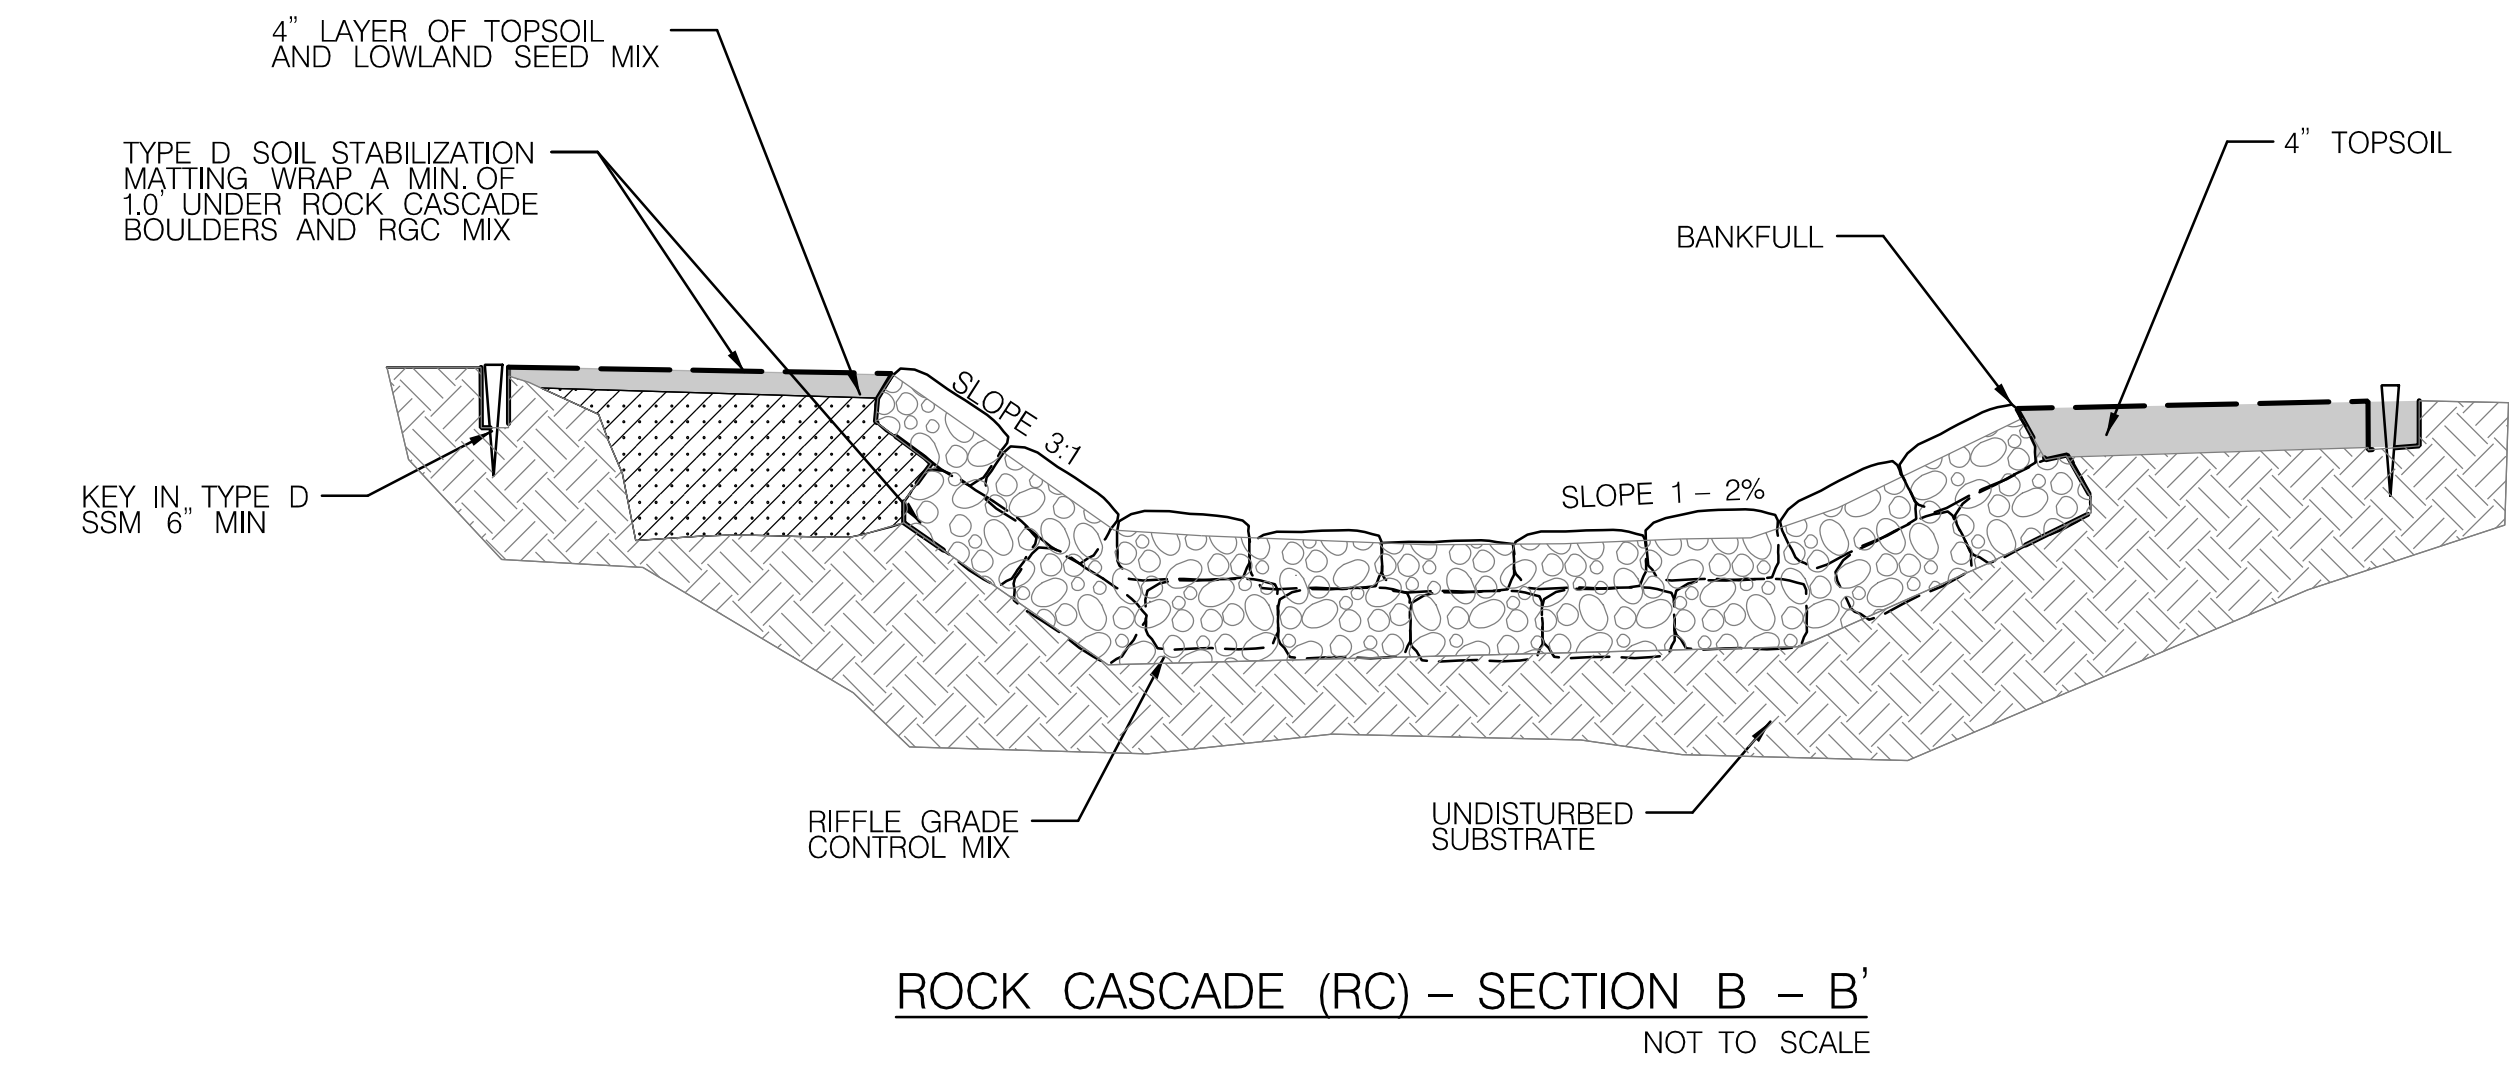 4” LAYER OF TOPSOIL
AND LOWLAND SEED MIX
TYPE D SOIL STABILIZATION
MATTING WRAP A MIN. OF
1.0' UNDER ROCK CASCADE
BOULDERS AND RGC MIX
4” TOPSOIL
BANKFULL
SLOPE 3:1
KEY IN, TYPE D
SSM 6” MIN
SLOPE 1 - 2%
RIFFLE GRADE
CONTROL MIX
UNDISTURBED
SUBSTRATE
ROCK CASCADE (RC) - SECTION B - B'
NOT TO SCALE